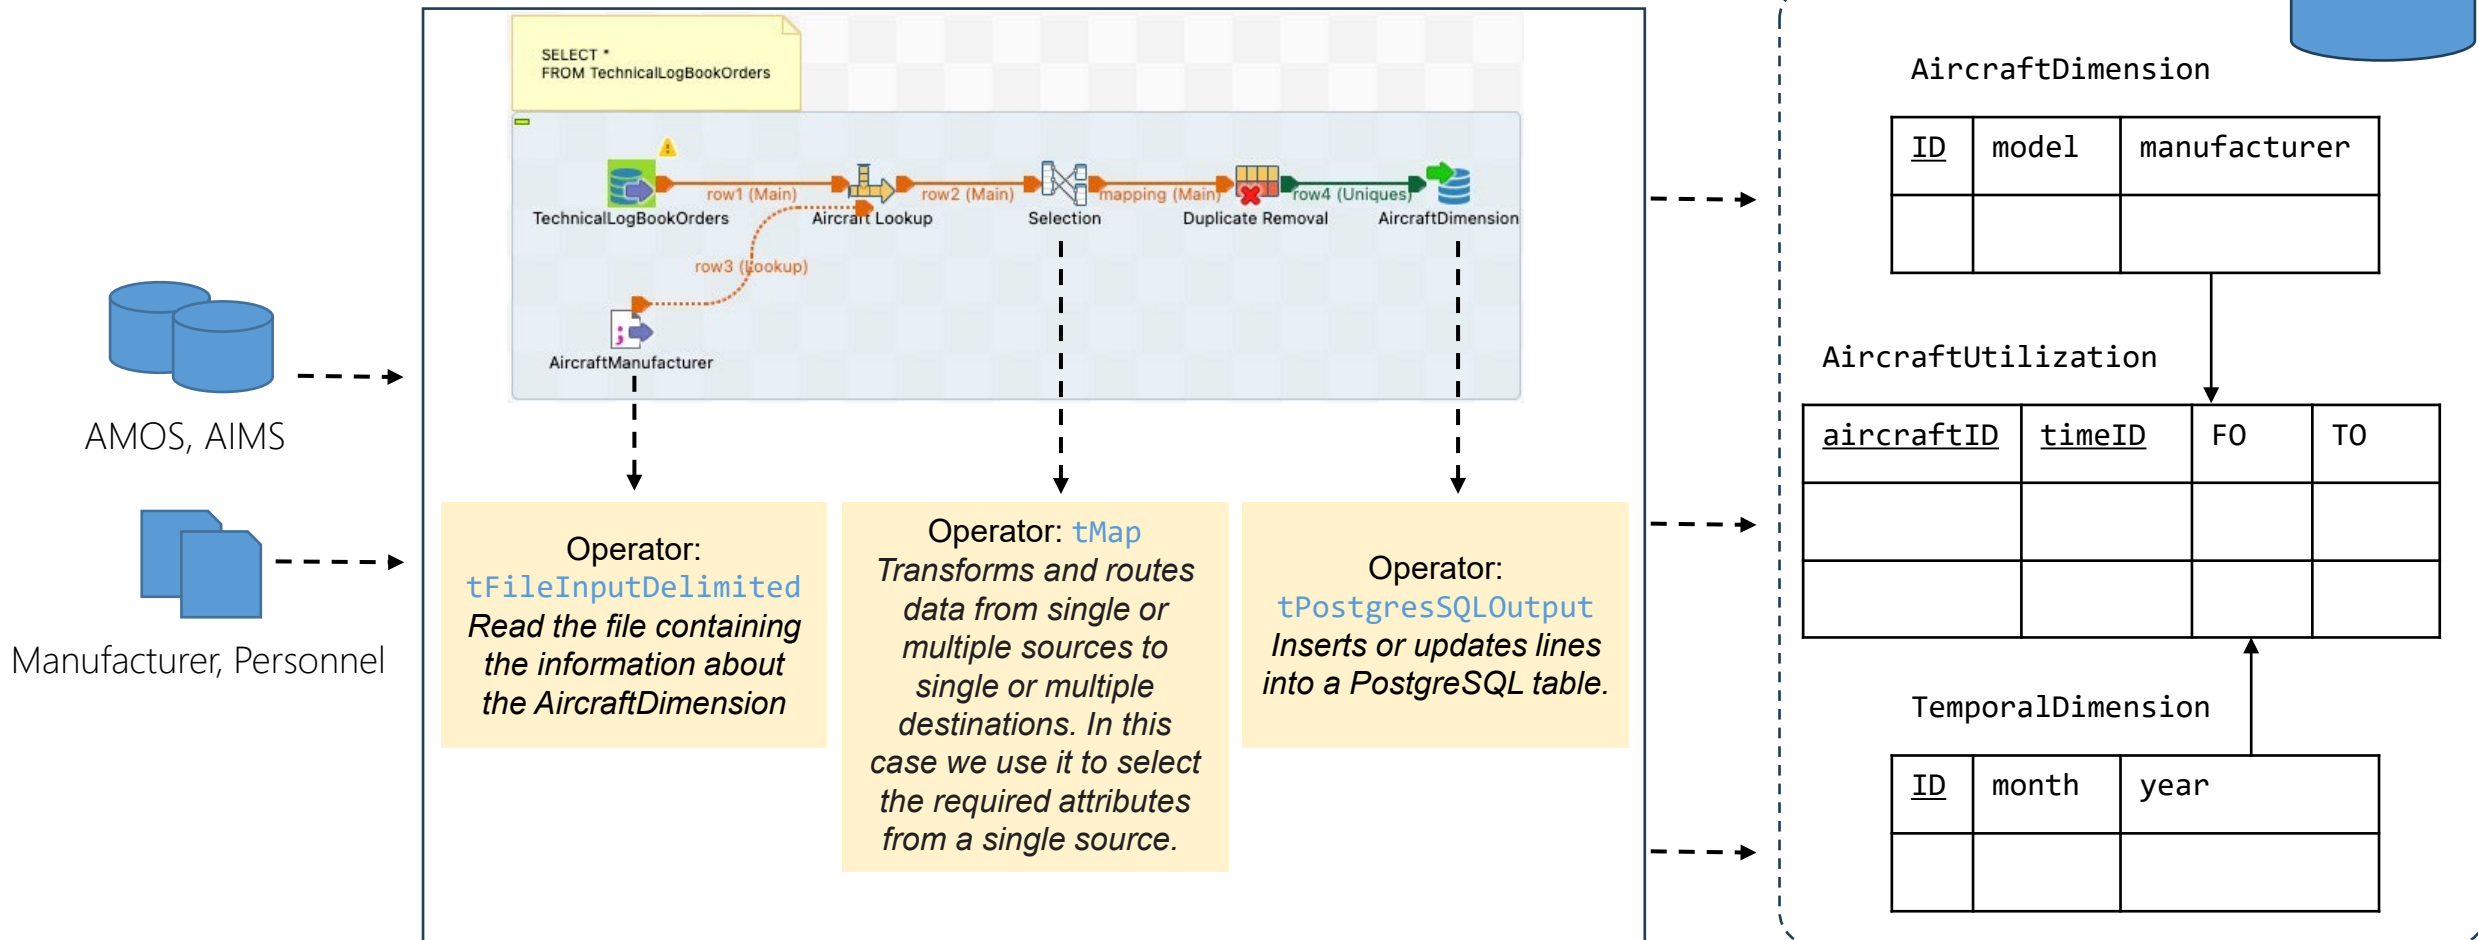 SELECT *
FROM TechnicalLogBookOrders
row1 (Main)
row2 (Main)
mapping (Main)
row4 (Uniques)
TechnicalLogBookOrders
Aircraft Lookup
Selection
Duplicate Removal
AircraftDimension
row3 (Lookup)
AircraftManufacturer
AMOS, AIMS
Manufacturer, Personnel
Operator:
tFileInputDelimited
Read the file containing
the information about
the AircraftDimension
Operator: tMap
Transforms and routes
data from single or
multiple sources to
single or multiple
destinations. In this
case we use it to select
the required attributes
from a single source.
Operator:
tPostgresSQLOutput
Inserts or updates lines
into a PostgreSQL table.
AircraftDimension
ID model manufacturer
AircraftUtilization
aircraftID timeID FO TO
TemporalDimension
ID month year